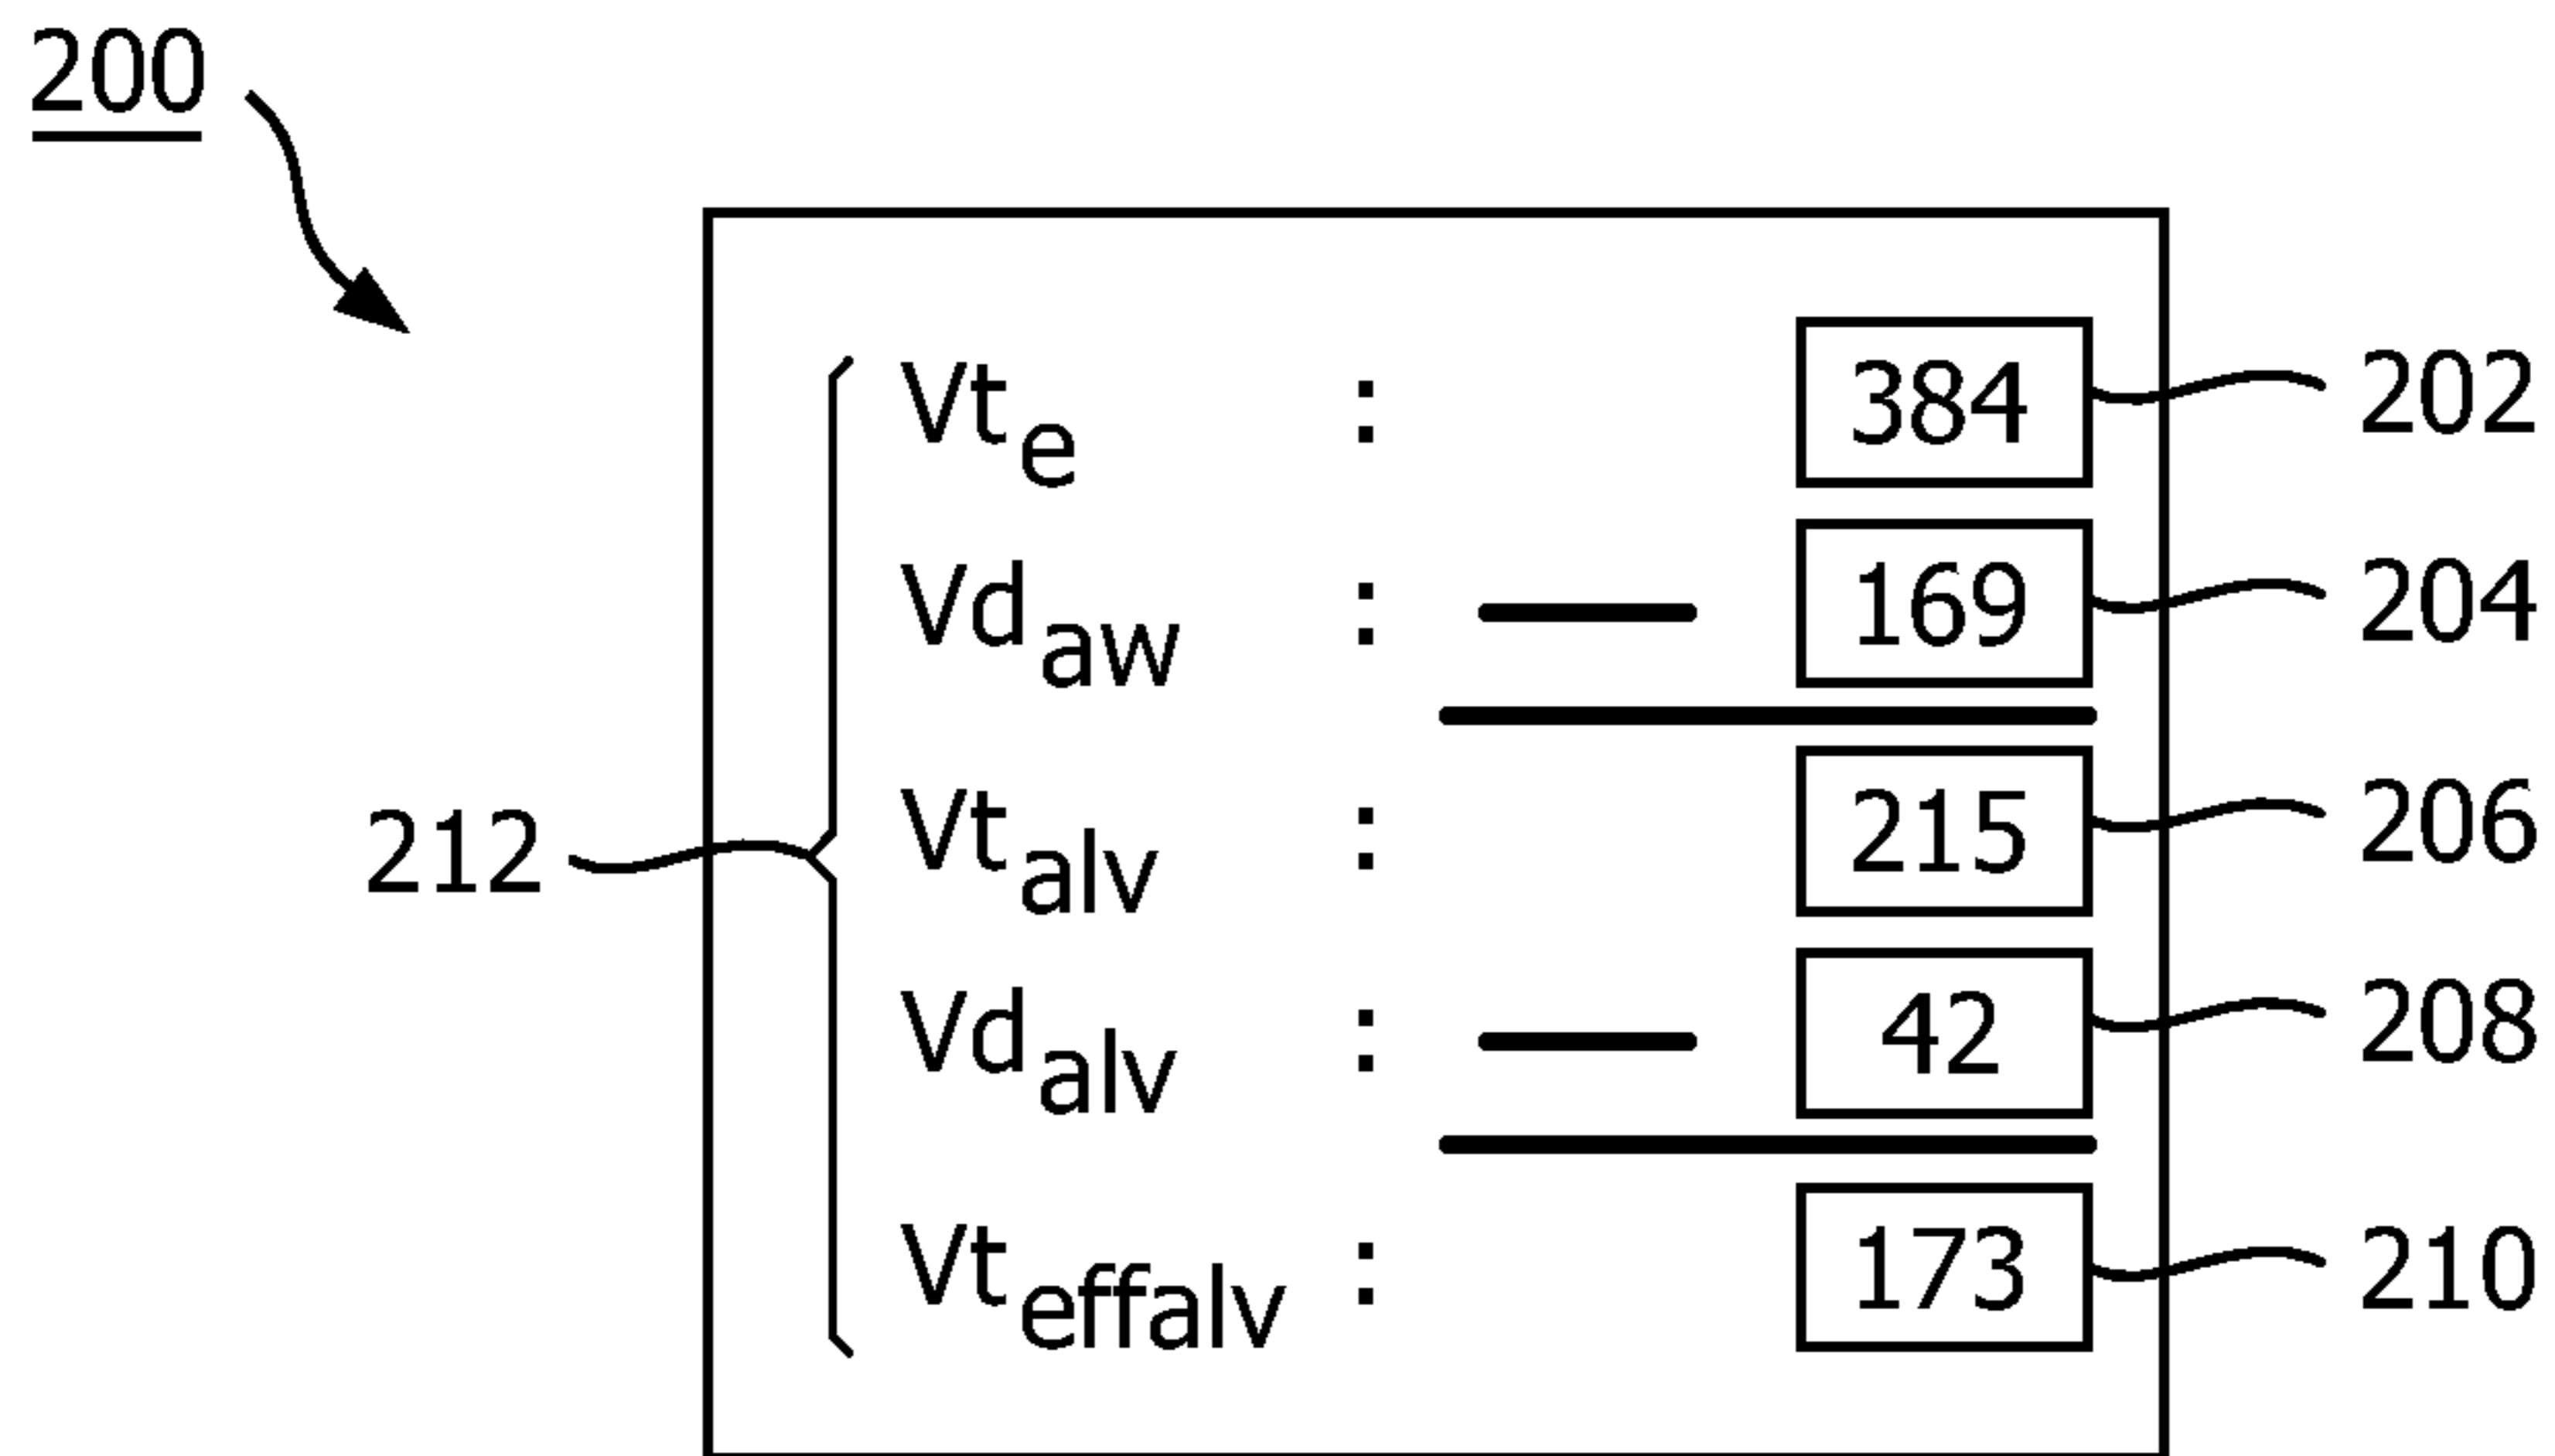 200
Vte : 384 202
Vdaw : — 169 204
Vtalv : 215 206
212
Vdalv : — 42 208
Vteffalv : 173 210